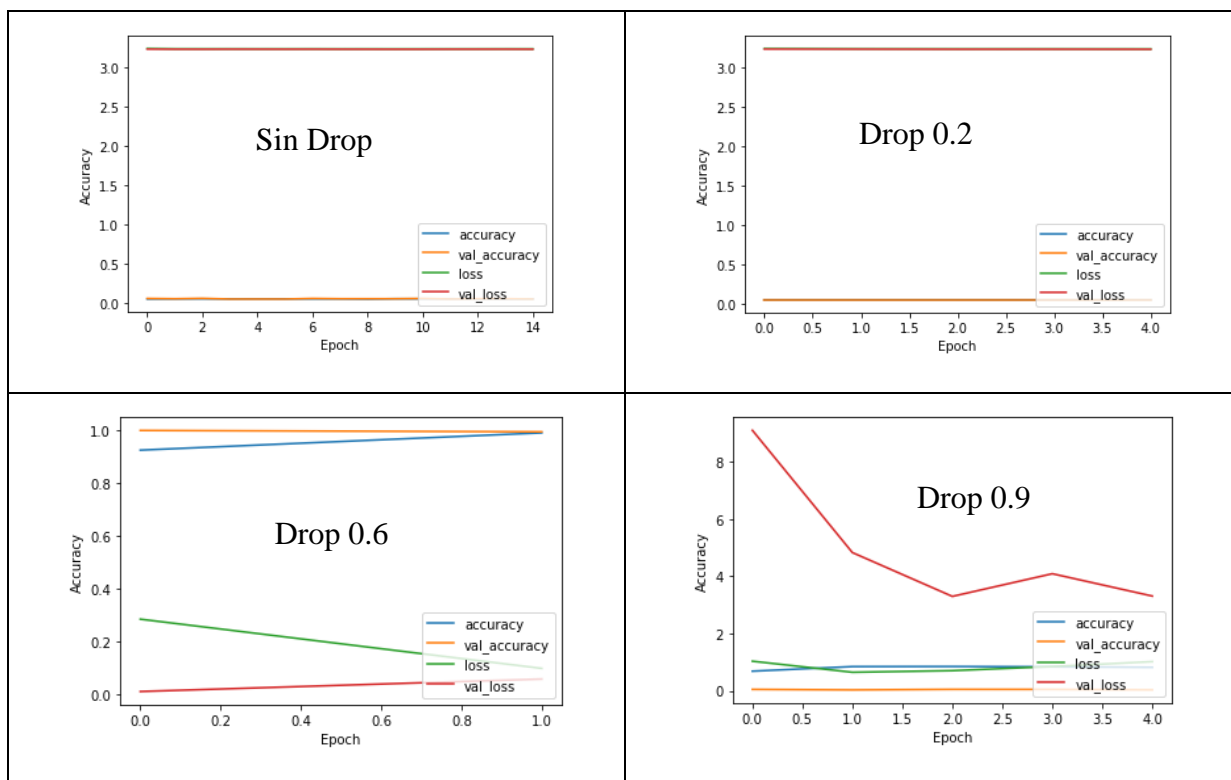 Sin Drop
Accuracy
3.0
2.5
2.0
1.5
1.0
0.5
0.0
accuracy
val_accuracy
loss
val_loss
0 2 4 6 8 10 12 14
Epoch
Drop 0.2
Accuracy
3.0
2.5
2.0
1.5
1.0
0.5
0.0
accuracy
val_accuracy
loss
val_loss
0.0 0.5 1.0 1.5 2.0 2.5 3.0 3.5 4.0
Epoch
Drop 0.6
Accuracy
1.0
0.8
0.6
0.4
0.2
0.0
accuracy
val_accuracy
loss
val_loss
0.0 0.2 0.4 0.6 0.8 1.0
Epoch
Drop 0.9
Accuracy
8
6
4
2
0
accuracy
val_accuracy
loss
val_loss
0.0 0.5 1.0 1.5 2.0 2.5 3.0 3.5 4.0
Epoch